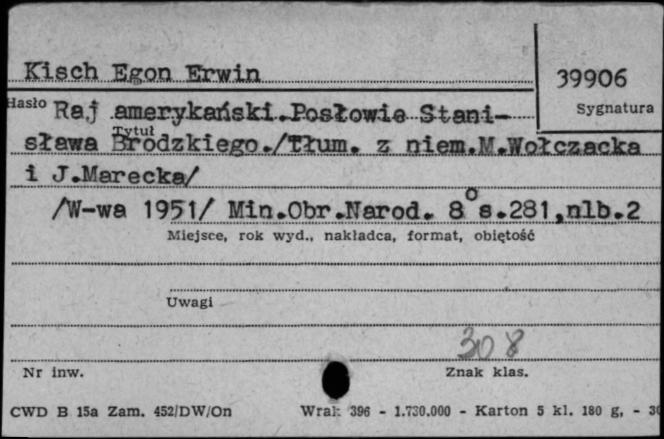 Kisch Egon Erwin
39906
Hasło Raj amerykański.Posłowie Stani-
Sygnatura
Tytuł
sława Brodzkiego./Tłum. z niem.M.Wołczacka
i J.Marecka/
/W-wa 1951/ Min.Obr.Narod. 8° s.281,nlb.2
Miejsce, rok wyd., nakładca, format, objętość
Uwagi
308
Nr inw.
Znak klas.
CWD B 15a Zam. 452/DW/On Wrak 396 - 1.730.000 - Karton 5 kl. 180 g, - 30